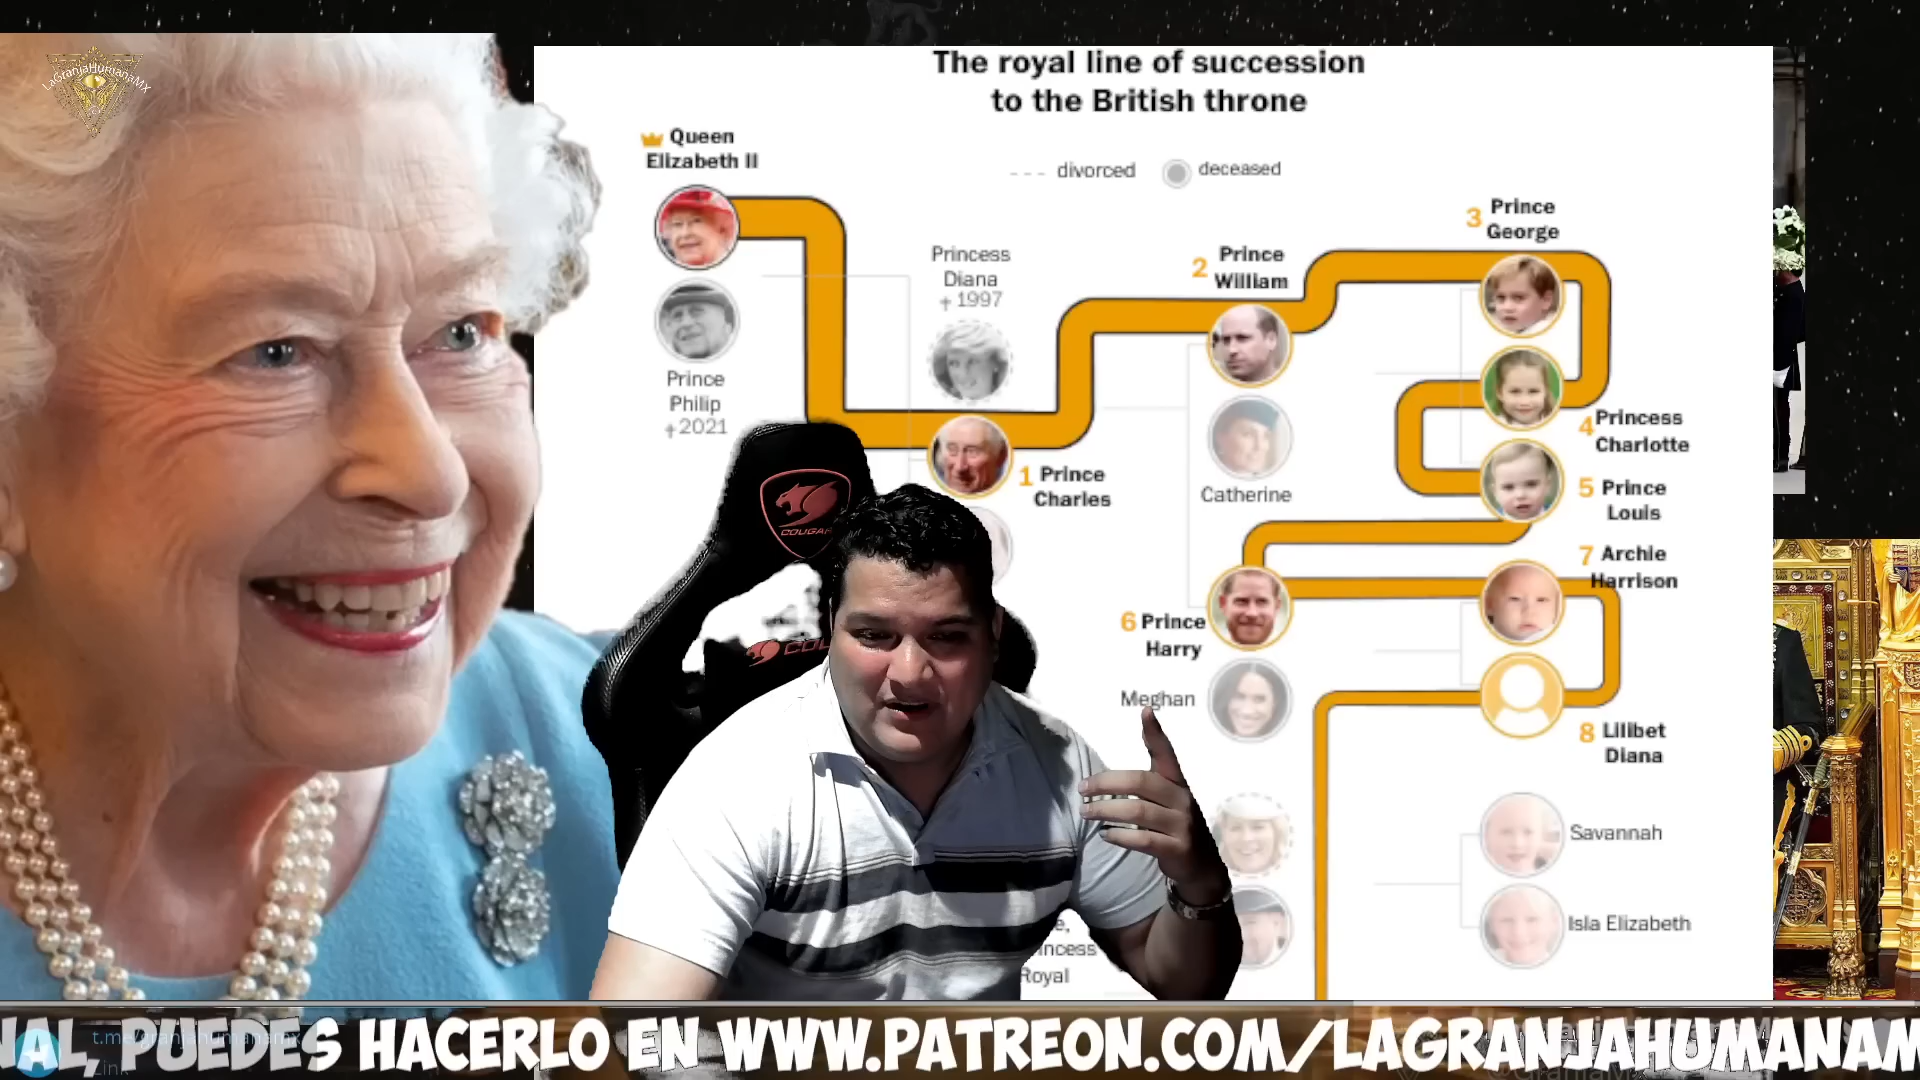 LaGranjaHumanaMX
The royal line of succession
to the British throne
Queen
Elizabeth II
divorced
deceased
Prince
Philip
†2021
Princess
Diana
†1997
1 Prince
Charles
2 Prince
William
Catherine
3 Prince
George
4 Princess
Charlotte
5 Prince
Louis
6 Prince
Harry
Meghan
7 Archie
Harrison
8 Lilibet
Diana
Savannah
Isla Elizabeth
Royal
COUGAR
NAL, PUEDES HACERLO EN WWW.PATREON.COM/LAGRANJAHUMANAM